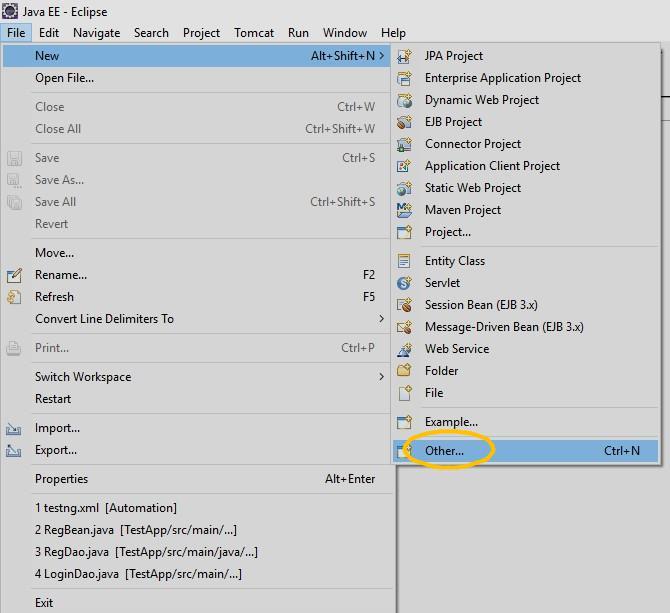 Java EE - Eclipse
File Edit Navigate Search Project Tomcat Run Window Help
New Alt+Shift+N >
Open File...
Close Ctrl+W
Close All Ctrl+Shift+W
Save Ctrl+S
Save As...
Save All Ctrl+Shift+S
Revert
Move...
Rename... F2
Refresh F5
Convert Line Delimiters To >
Print... Ctrl+P
Switch Workspace >
Restart
Import...
Export...
Properties Alt+Enter
1 testng.xml [Automation]
2 RegBean.java [TestApp/src/main/...]
3 RegDao.java [TestApp/src/main/java/...]
4 LoginDao.java [TestApp/src/main/...]
Exit
JPA Project
Enterprise Application Project
Dynamic Web Project
EJB Project
Connector Project
Application Client Project
Static Web Project
Maven Project
Project...
Entity Class
Servlet
Session Bean (EJB 3.x)
Message-Driven Bean (EJB 3.x)
Web Service
Folder
File
Example...
Other... Ctrl+N